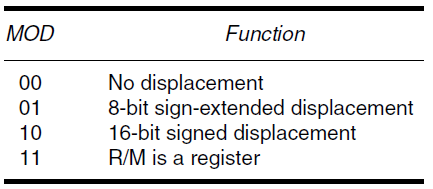 MOD Function
00 No displacement
01 8-bit sign-extended displacement
10 16-bit signed displacement
11 R/M is a register